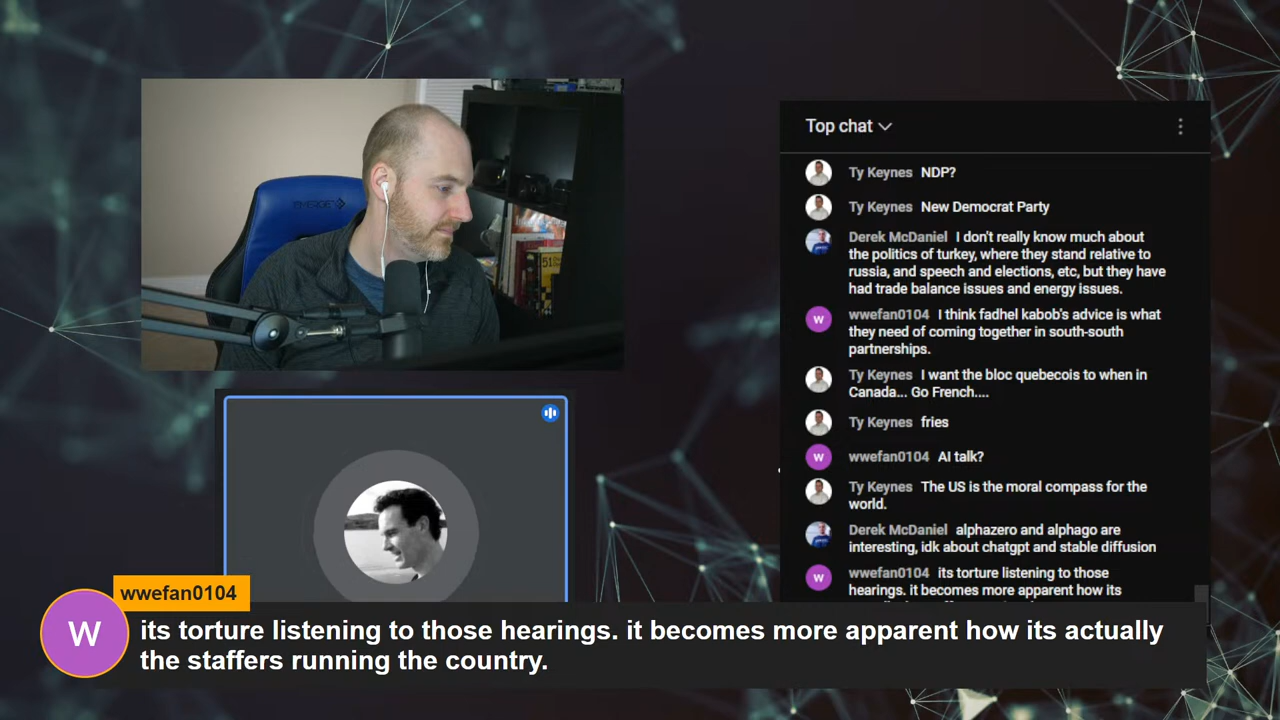 Top chat
Ty Keynes NDP?
Ty Keynes New Democrat Party
Derek McDaniel I don't really know much about
the politics of turkey, where they stand relative to
russia, and speech and elections, etc, but they have
had trade balance issues and energy issues.
W wwefan0104 I think fadhel kabob's advice is what
they need of coming together in south-south
partnerships.
Ty Keynes I want the bloc quebecois to when in
Canada... Go French....
Ty Keynes fries
W wwefan0104 AI talk?
Ty Keynes The US is the moral compass for the
world.
Derek McDaniel alphazero and alphago are
interesting, idk about chatgpt and stable diffusion
W wwefan0104 its torture listening to those
hearings. it becomes more apparent how its
51
wwefan0104
W
its torture listening to those hearings. it becomes more apparent how its actually
the staffers running the country.